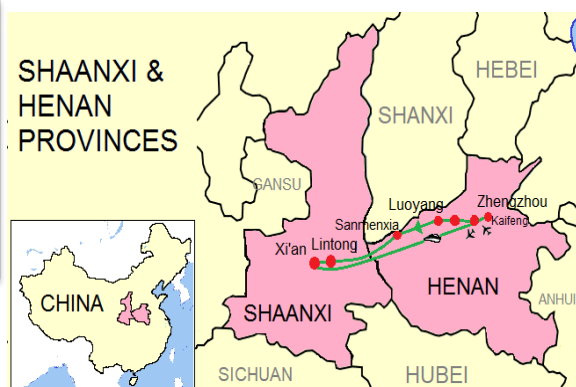 SHAANXI &
HENAN
PROVINCES
HEBEI
SHANXI
GANSU
Luoyang
Zhengzhou
Kaifeng
Sanmenxia
Xi'an
Lintong
HENAN
SHAANXI
ANHUI
CHINA
SICHUAN
HUBEI